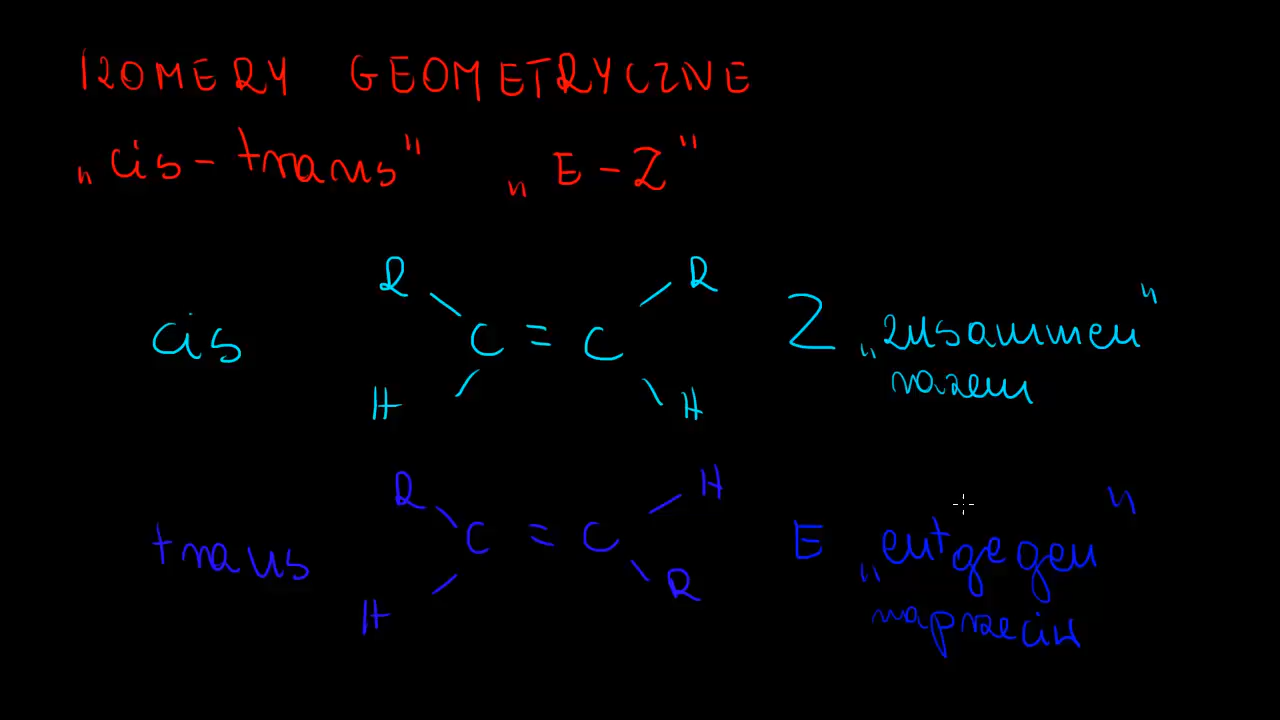 IZOMERY GEOMETRYCZNE
„cis-trans" „E-Z"
R R
cis C = C Z „zusammen"
razem
H H
R H
trans C = C E „entgegen"
R
H naprzeciw